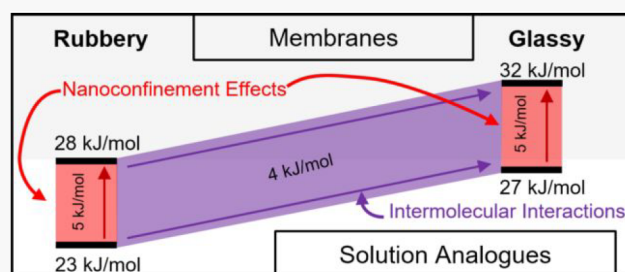 Rubbery
Membranes
Glassy
Nanoconfinement Effects
32 kJ/mol
28 kJ/mol
5 kJ/mol
4 kJ/mol
5 kJ/mol
27 kJ/mol
Intermolecular Interactions
23 kJ/mol
Solution Analogues